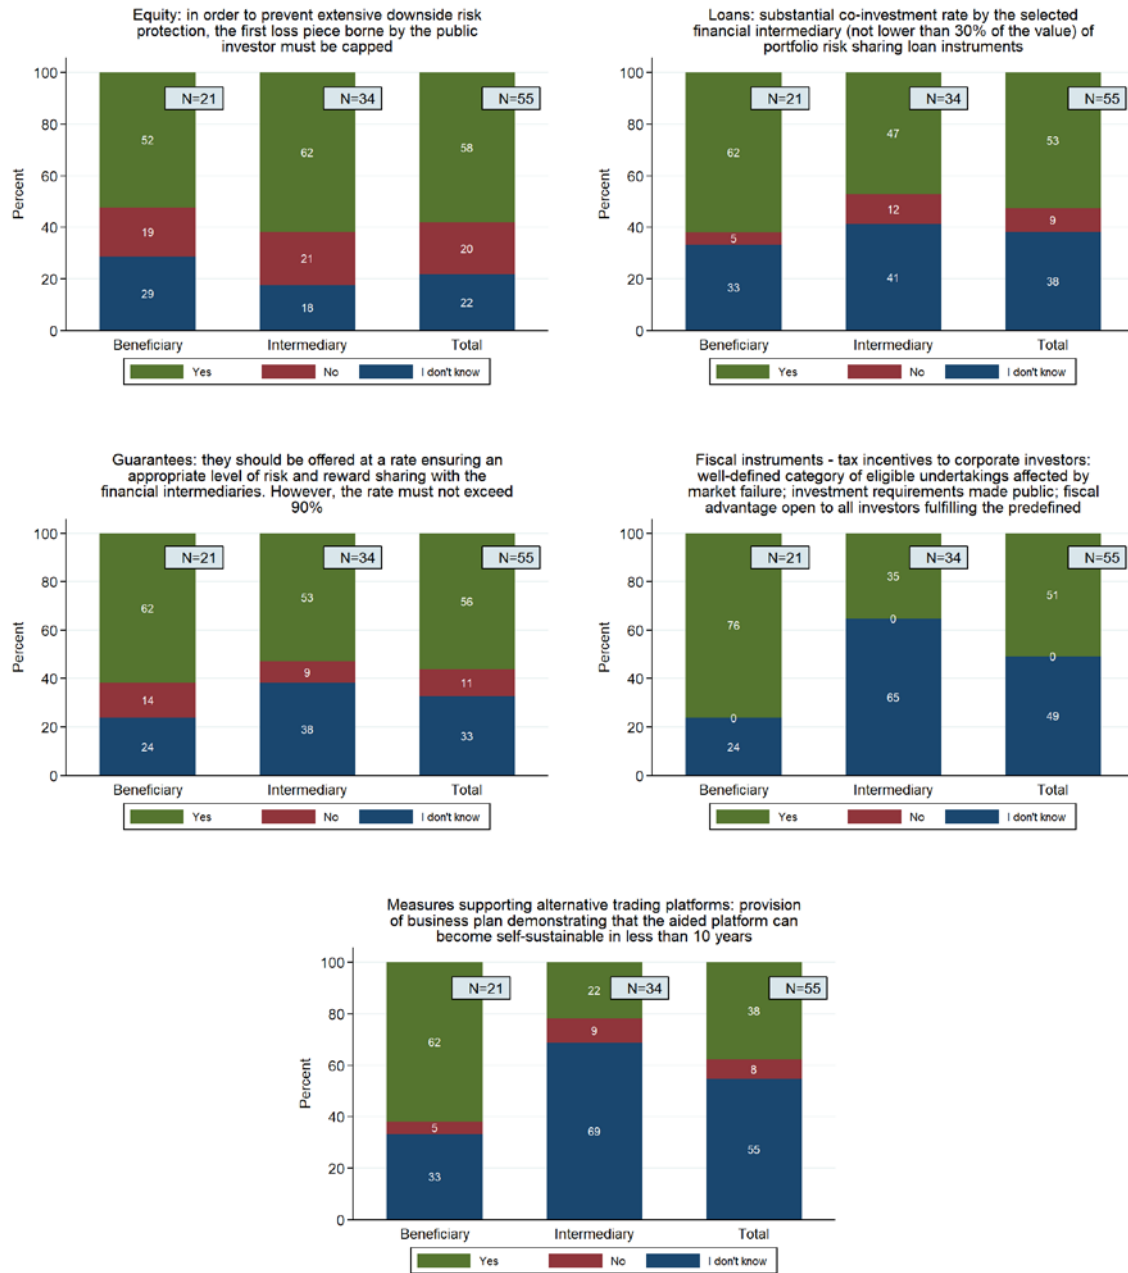 Equity: in order to prevent extensive downside risk
protection, the first loss piece borne by the public
investor must be capped
100
80
60
40
20
0
Percent
N=21
N=34
N=55
52
62
58
19
21
20
29
18
22
Beneficiary
Intermediary
Total
Yes
No
I don't know
Loans: substantial co-investment rate by the selected
financial intermediary (not lower than 30% of the value) of
portfolio risk sharing loan instruments
100
80
60
40
20
0
Percent
N=21
N=34
N=55
62
47
53
5
12
9
33
41
38
Beneficiary
Intermediary
Total
Yes
No
I don't know
Guarantees: they should be offered at a rate ensuring an
appropriate level of risk and reward sharing with the
financial intermediaries. However, the rate must not exceed
90%
100
80
60
40
20
0
Percent
N=21
N=34
N=55
62
53
56
14
9
11
24
38
33
Beneficiary
Intermediary
Total
Yes
No
I don't know
Fiscal instruments - tax incentives to corporate investors:
well-defined category of eligible undertakings affected by
market failure; investment requirements made public; fiscal
advantage open to all investors fulfilling the predefined
100
80
60
40
20
0
Percent
N=21
N=34
N=55
76
35
51
0
0
0
24
65
49
Beneficiary
Intermediary
Total
Yes
No
I don't know
Measures supporting alternative trading platforms: provision
of business plan demonstrating that the aided platform can
become self-sustainable in less than 10 years
100
80
60
40
20
0
Percent
N=21
N=34
N=55
62
22
38
5
9
8
33
69
55
Beneficiary
Intermediary
Total
Yes
No
I don't know